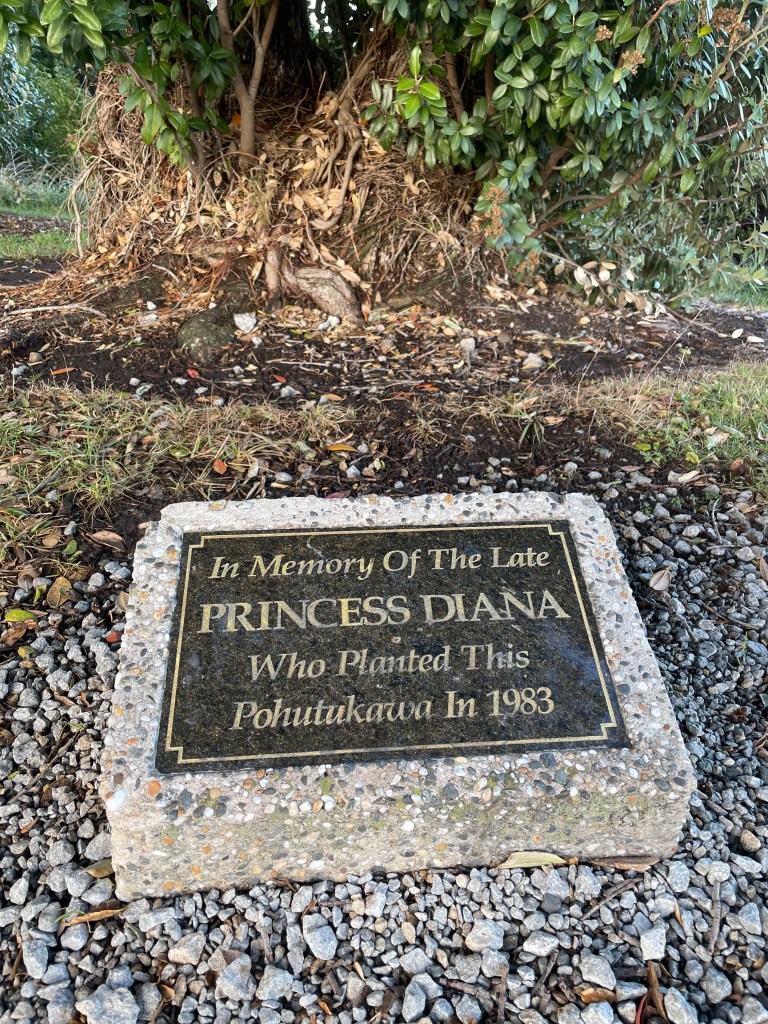 In Memory Of The Late
PRINCESS DIANA
Who Planted This
Pohutukawa In 1983